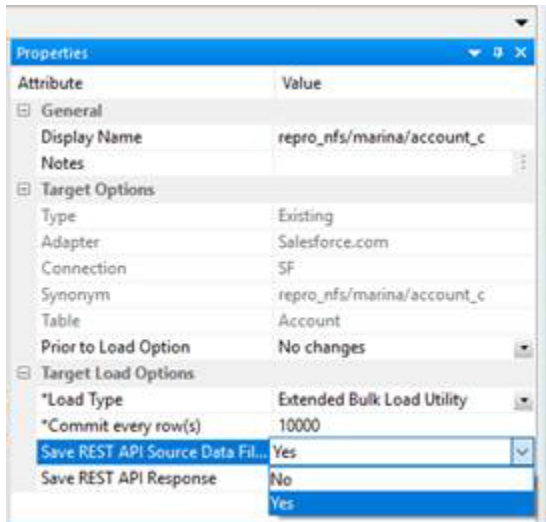 Properties
Attribute Value
General
Display Name repro_nfs/marina/account_c
Notes
Target Options
Type Existing
Adapter Salesforce.com
Connection SF
Synonym repro_nfs/marina/account_c
Table Account
Prior to Load Option No changes
Target Load Options
*Load Type Extended Bulk Load Utility
*Commit every row(s) 10000
Save REST API Source Data Fil... Yes
Save REST API Response No
Yes